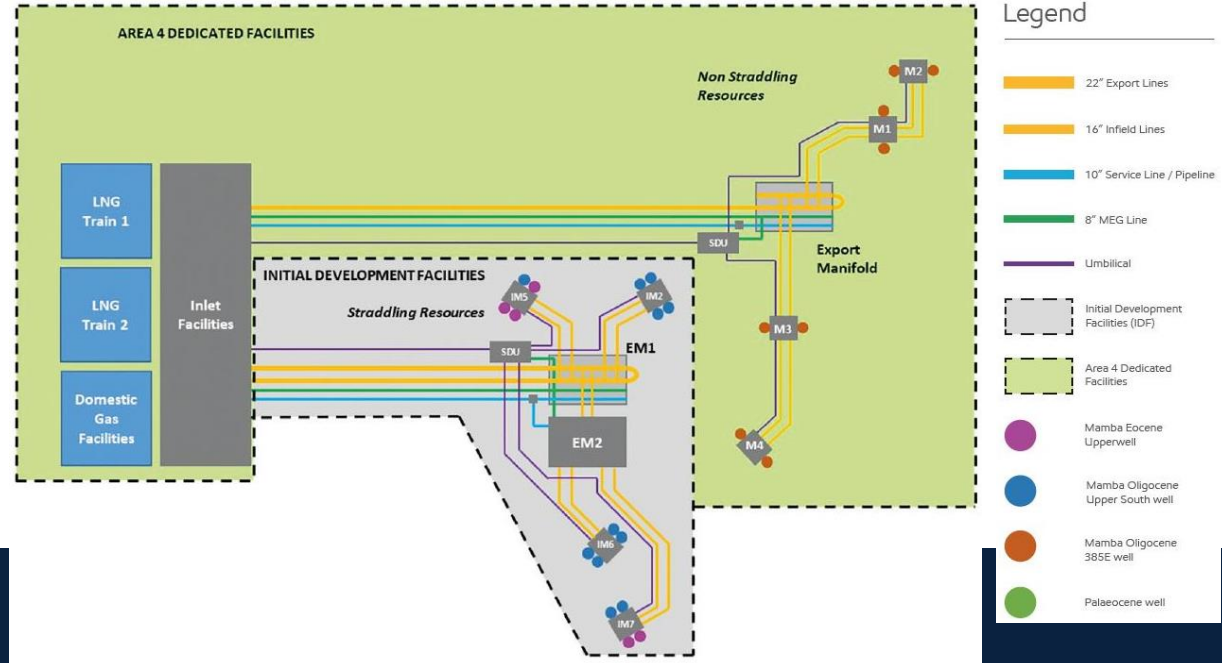 AREA 4 DEDICATED FACILITIES
Non Straddling
Resources
M2
M1
LNG
Train 1
LNG
Train 2
Domestic
Gas
Facilities
Inlet
Facilities
SDU
Export
Manifold
M3
M4
INITIAL DEVELOPMENT FACILITIES
Straddling Resources
IM5
IM2
SDU
EM1
EM2
IM6
IM7
Legend
22" Export Lines
16" Infield Lines
10" Service Line / Pipeline
8" MEG Line
Umbilical
Initial Development
Facilities (IDF)
Area 4 Dedicated
Facilities
Mamba Eocene
Upperwell
Mamba Oligocene
Upper South well
Mamba Oligocene
385E well
Palaeocene well